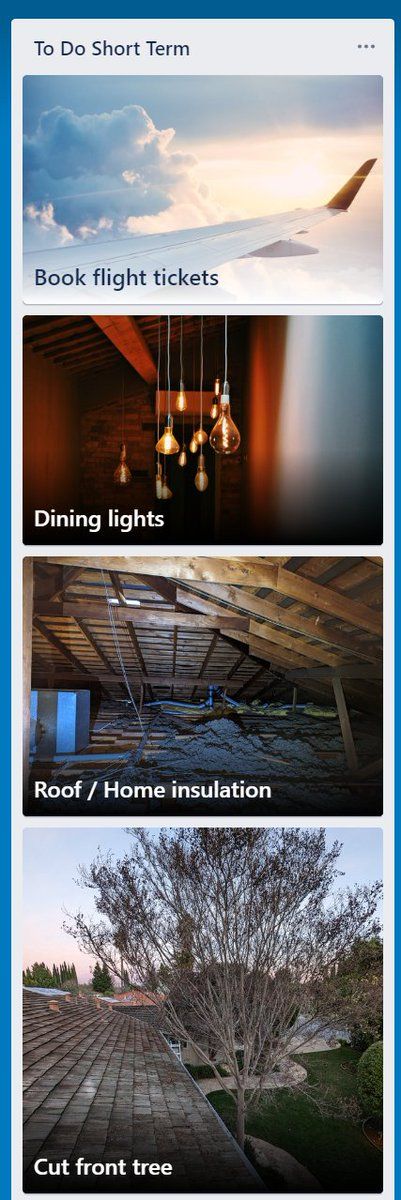 To Do Short Term
Book flight tickets
Dining lights
Roof / Home insulation
Cut front tree